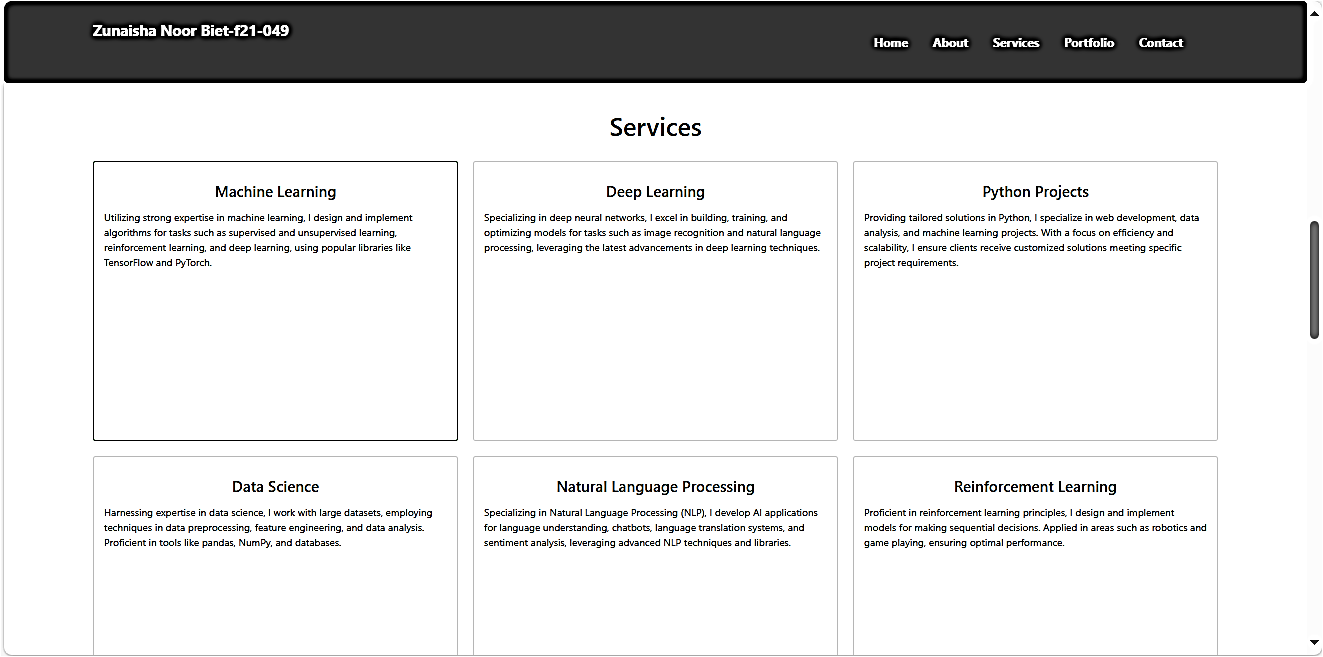 Zunaisha Noor Biet-f21-049
Home About Services Portfolio Contact
Services
Machine Learning
Utilizing strong expertise in machine learning, I design and implement
algorithms for tasks such as supervised and unsupervised learning,
reinforcement learning, and deep learning, using popular libraries like
TensorFlow and PyTorch.
Deep Learning
Specializing in deep neural networks, I excel in building, training, and
optimizing models for tasks such as image recognition and natural language
processing, leveraging the latest advancements in deep learning techniques.
Python Projects
Providing tailored solutions in Python, I specialize in web development, data
analysis, and machine learning projects. With a focus on efficiency and
scalability, I ensure clients receive customized solutions meeting specific
project requirements.
Data Science
Harnessing expertise in data science, I work with large datasets, employing
techniques in data preprocessing, feature engineering, and data analysis.
Proficient in tools like pandas, NumPy, and databases.
Natural Language Processing
Specializing in Natural Language Processing (NLP), I develop AI applications
for language understanding, chatbots, language translation systems, and
sentiment analysis, leveraging advanced NLP techniques and libraries.
Reinforcement Learning
Proficient in reinforcement learning principles, I design and implement
models for making sequential decisions. Applied in areas such as robotics and
game playing, ensuring optimal performance.